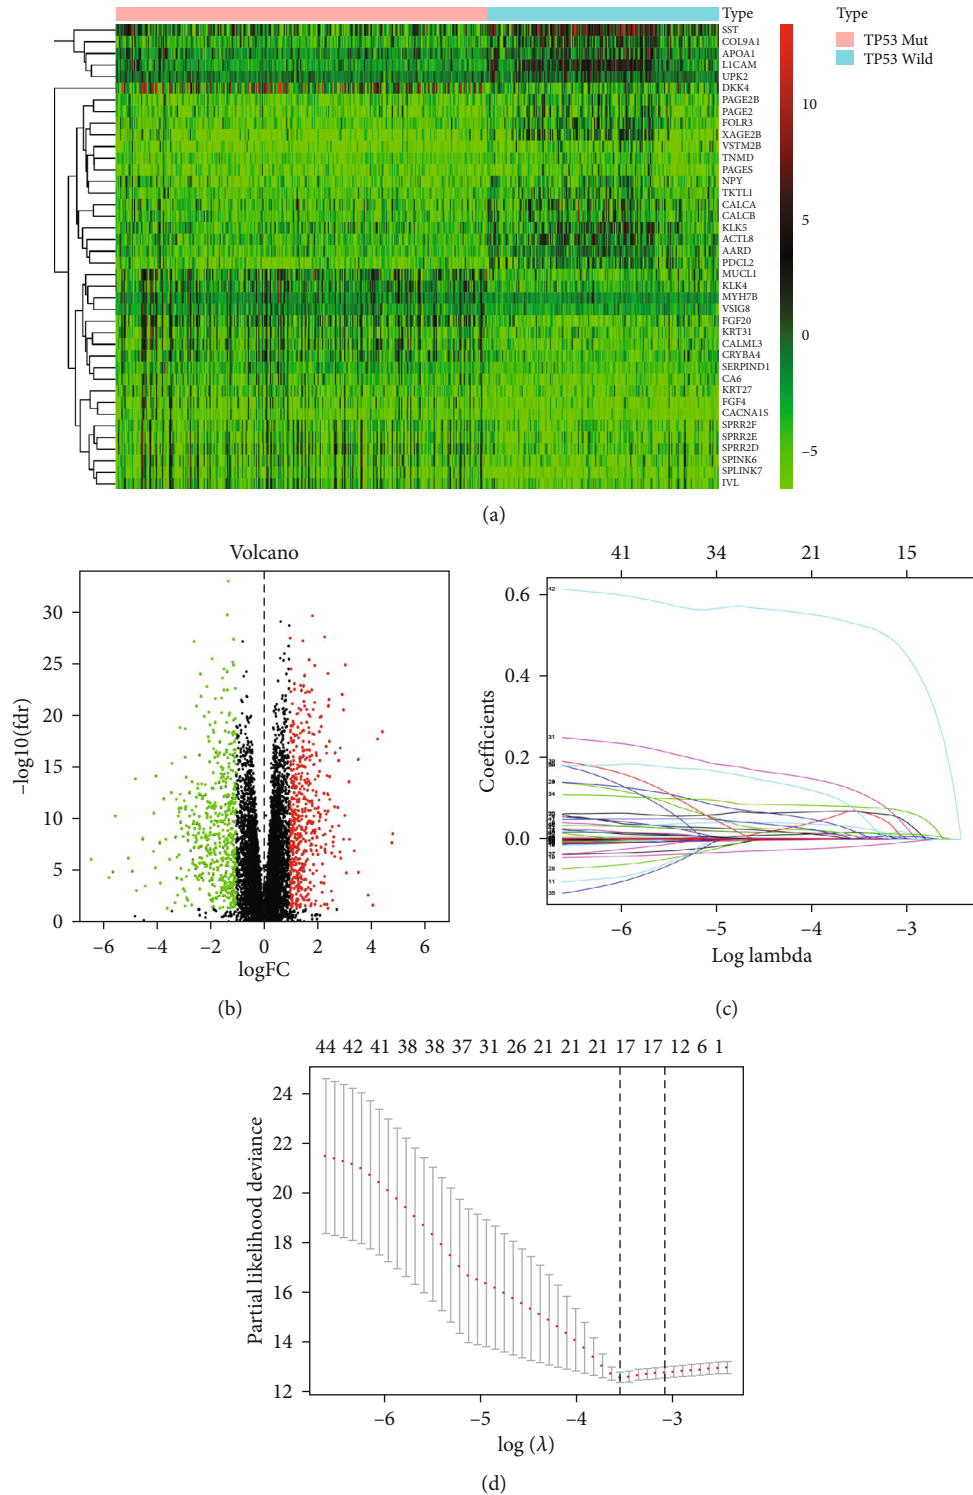 Type
SST
COL9A1
APOA1
L1CAM
UPK2
DKK4
PAGE2B
PAGE2
FOLR3
XAGE2B
VSTM2B
TNMD
PAGES
NPY
TKTL1
CALCA
CALCB
KLK5
ACTL8
AARD
PDCL2
MUCL1
KLK4
MYH7B
VSIG8
FGF20
KRT31
CALML3
CRYBA4
SERPIND1
CA6
KRT27
FGF4
CACNA1S
SPRR2F
SPRR2E
SPRR2D
SPINK6
SPLINK7
IVL
Type
TP53 Mut
TP53 Wild
10
5
0
−5
(a)
Volcano
−log10(fdr)
30
25
20
15
10
5
0
−6 −4 −2 0 2 4 6
logFC
(b)
41 34 21 15
Coefficients
0.6
0.4
0.2
0.0
42
31
34
28
11
−6 −5 −4 −3
Log lambda
(c)
44 42 41 38 38 37 31 26 21 21 21 17 17 12 6 1
Partial likelihood deviance
24
22
20
18
16
14
12
−6 −5 −4 −3
log (λ)
(d)